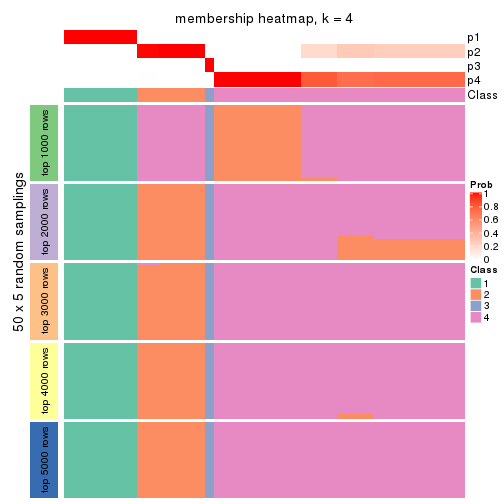 membership heatmap, k = 4
p1
p2
p3
p4
Class
50 x 5 random samplings
top 1000 rows
top 2000 rows
top 3000 rows
top 4000 rows
top 5000 rows
Prob
1
0.8
0.6
0.4
0.2
0
Class
1
2
3
4